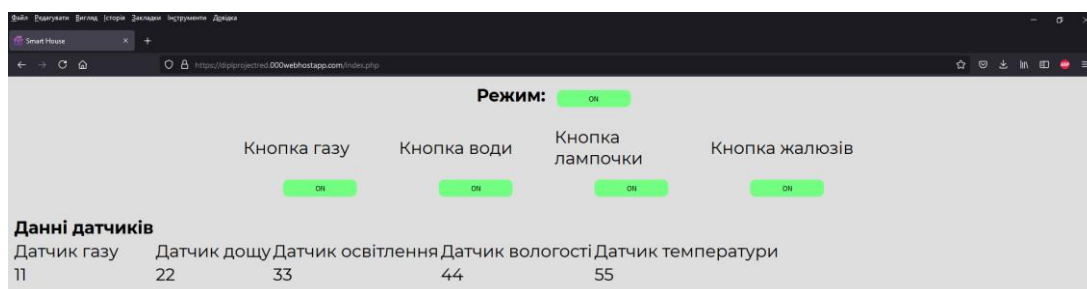 Файл Редагувати Вигляд Історія Закладки Інструменти Довідка
Smart House
https://diplprojectred.000webhostapp.com/index.php
Режим: ON
Кнопка газу Кнопка води Кнопка лампочки Кнопка жалюзів
ON ON ON ON
Данні датчиків
Датчик газу Датчик дощу Датчик освітлення Датчик вологості Датчик температури
11 22 33 44 55